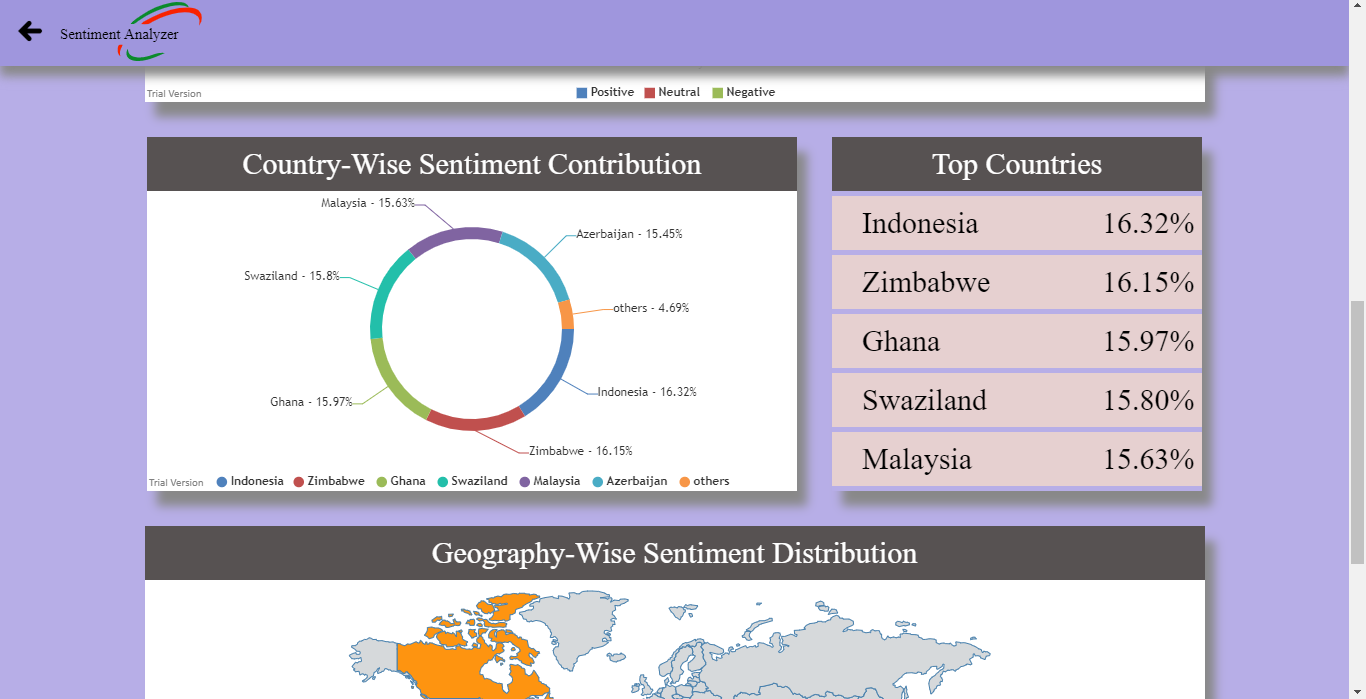 Sentiment Analyzer
Trial Version
Positive Neutral Negative
Country-Wise Sentiment Contribution
Malaysia - 15.63%
Azerbaijan - 15.45%
Swaziland - 15.8%
others - 4.69%
Indonesia - 16.32%
Ghana - 15.97%
Zimbabwe - 16.15%
Trial Version
Indonesia Zimbabwe Ghana Swaziland Malaysia Azerbaijan others
Top Countries
Indonesia 16.32%
Zimbabwe 16.15%
Ghana 15.97%
Swaziland 15.80%
Malaysia 15.63%
Geography-Wise Sentiment Distribution